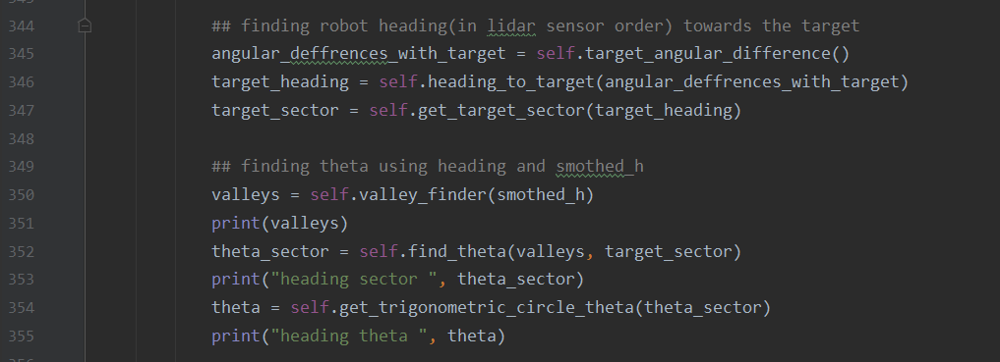 344 ## finding robot heading(in lidar sensor order) towards the target
345 angular_deffrences_with_target = self.target_angular_difference()
346 target_heading = self.heading_to_target(angular_deffrences_with_target)
347 target_sector = self.get_target_sector(target_heading)
348
349 ## finding theta using heading and smothed_h
350 valleys = self.valley_finder(smothed_h)
351 print(valleys)
352 theta_sector = self.find_theta(valleys, target_sector)
353 print("heading sector ", theta_sector)
354 theta = self.get_trigonometric_circle_theta(theta_sector)
355 print("heading theta ", theta)